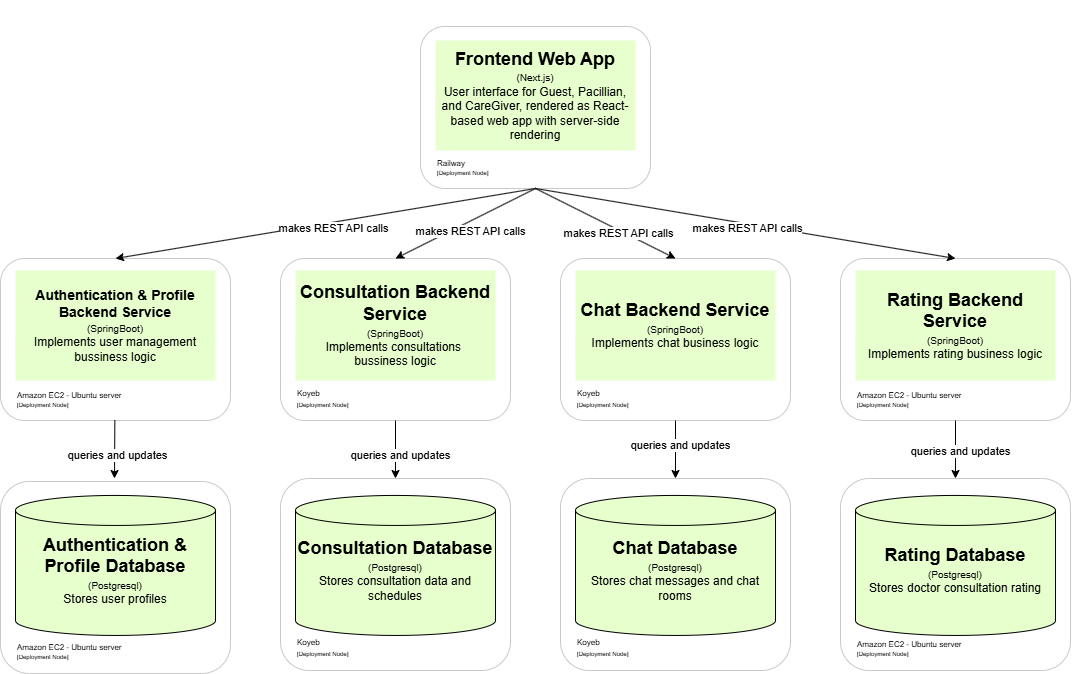 Frontend Web App
(Next.js)
User interface for Guest, Pacillian,
and CareGiver, rendered as React-
based web app with server-side
rendering
Railway
[Deployment Node]
makes REST API calls
makes REST API calls
makes REST API calls
makes REST API calls
Authentication & Profile
Backend Service
(SpringBoot)
Implements user management
bussiness logic
Amazon EC2 - Ubuntu server
[Deployment Node]
Consultation Backend
Service
(SpringBoot)
Implements consultations
bussiness logic
Koyeb
[Deployment Node]
Chat Backend Service
(SpringBoot)
Implements chat business logic
Koyeb
[Deployment Node]
Rating Backend
Service
(SpringBoot)
Implements rating business logic
Amazon EC2 - Ubuntu server
[Deployment Node]
queries and updates
queries and updates
queries and updates
queries and updates
Authentication &
Profile Database
(Postgresql)
Stores user profiles
Amazon EC2 - Ubuntu server
[Deployment Node]
Consultation Database
(Postgresql)
Stores consultation data and
schedules
Koyeb
[Deployment Node]
Chat Database
(Postgresql)
Stores chat messages and chat
rooms
Koyeb
[Deployment Node]
Rating Database
(Postgresql)
Stores doctor consultation rating
Amazon EC2 - Ubuntu server
[Deployment Node]